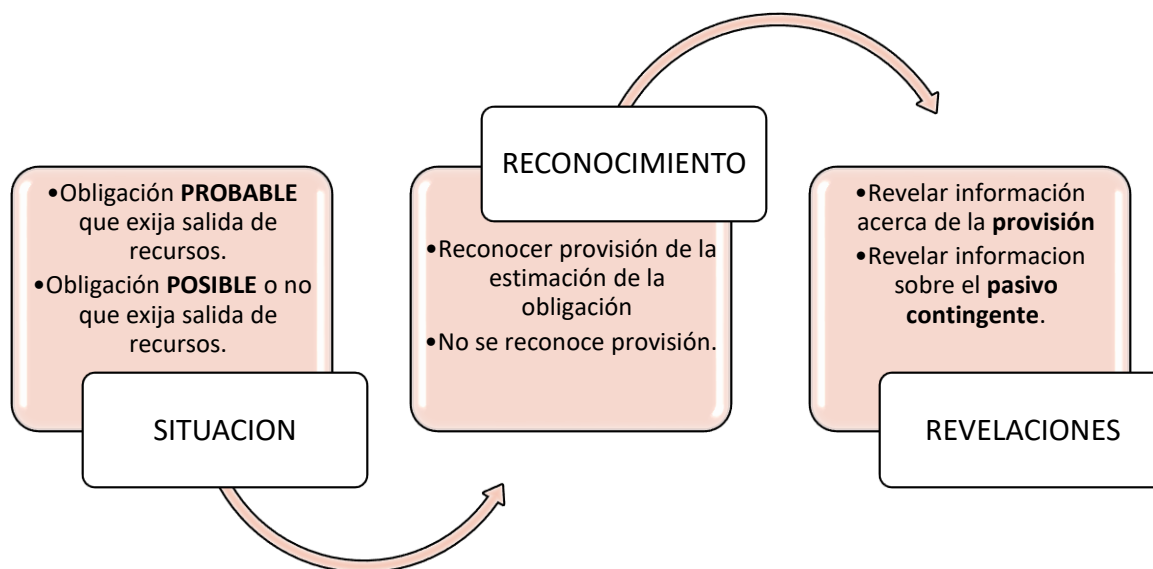 •Obligación PROBABLE
que exija salida de
recursos.
•Obligación POSIBLE o no
que exija salida de
recursos.
SITUACION
RECONOCIMIENTO
•Reconocer provisión de la
estimación de la
obligación
•No se reconoce provisión.
•Revelar información
acerca de la provisión
•Revelar informacion
sobre el pasivo
contingente.
REVELACIONES